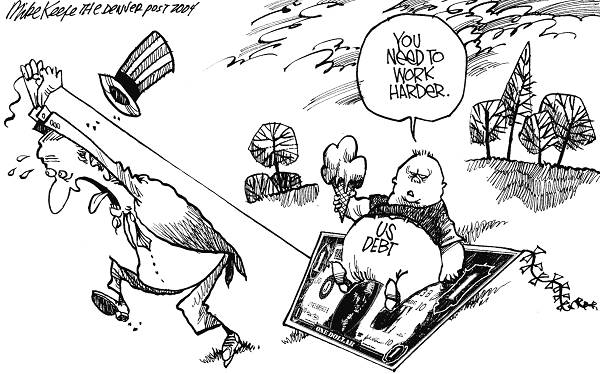 Mike Keefe THE DENVER POST 2004
YOU
NEED TO
WORK
HARDER.
US
DEBT
ONE DOLLAR